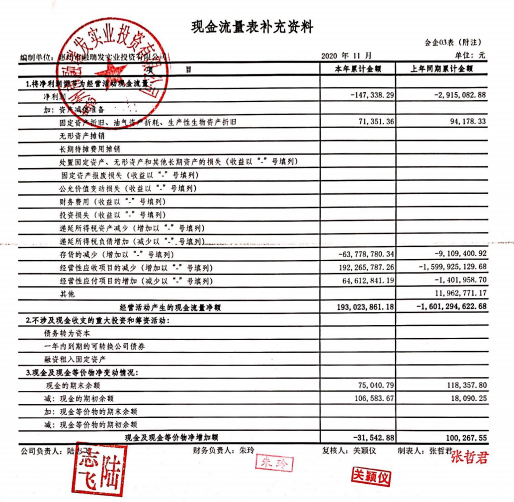 现金流量表补充资料
会企03表（附注）
编制单位：瑞发实业投资有限公司 2020 年 11 月 单位：元
项 目 本年累计金额 上年同期累计金额
1.将净利润调节为经营活动现金流量：
净利润 -147,338.29 -2,915,082.88
加：资产减值准备
固定资产折旧、油气资产折耗、生产性生物资产折旧 71,351.36 94,178.33
无形资产摊销
长期待摊费用摊销
处置固定资产、无形资产和其他长期资产的损失（收益以“-”号填列）
固定资产报废损失（收益以“-”号填列）
公允价值变动损失（收益以“-”号填列）
财务费用（收益以“-”号填列）
投资损失（收益以“-”号填列）
递延所得税资产减少（增加以“-”号填列）
递延所得税负债增加（减少以“-”号填列）
存货的减少（增加以“-”号填列） -63,778,780.34 -9,109,400.92
经营性应收项目的减少（增加以“-”号填列） 192,265,787.26 -1,599,925,129.68
经营性应付项目的增加（减少以“-”号填列） 64,612,841.19 -1,401,958.70
其他 11,962,771.17
经营活动产生的现金流量净额 193,023,861.18 -1,601,294,622.68
2.不涉及现金收支的重大投资和筹资活动：
债务转为资本
一年内到期的可转换公司债券
融资租入固定资产
3.现金及现金等价物净变动情况：
现金的期末余额 75,040.79 118,357.80
减：现金的期初余额 106,583.67 18,090.25
加：现金等价物的期末余额
减：现金等价物的期初余额
现金及现金等价物净增加额 -31,542.88 100,267.55
公司负责人：陆志飞 财务负责人：朱玲 复核人：关颖仪 制表人：张哲君
陆志飞
朱玲
关颖仪
张哲君